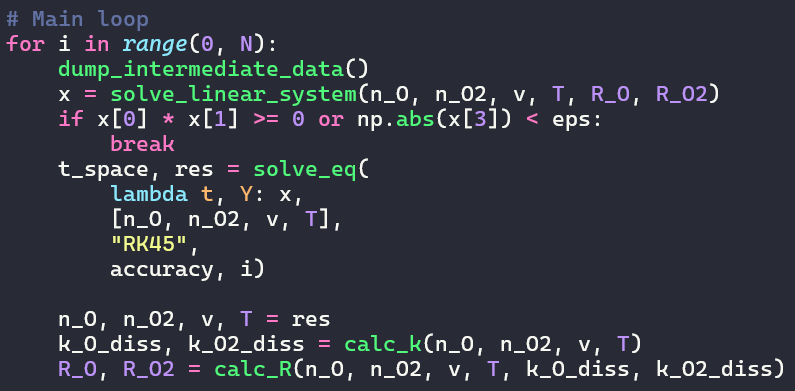 # Main loop
for i in range(0, N):
    dump_intermediate_data()
    x = solve_linear_system(n_O, n_O2, v, T, R_O, R_O2)
    if x[0] * x[1] >= 0 or np.abs(x[3]) < eps:
        break
    t_space, res = solve_eq(
        lambda t, Y: x,
        [n_O, n_O2, v, T],
        "RK45",
        accuracy, i)

    n_O, n_O2, v, T = res
    k_O_diss, k_O2_diss = calc_k(n_O, n_O2, v, T)
    R_O, R_O2 = calc_R(n_O, n_O2, v, T, k_O_diss, k_O2_diss)